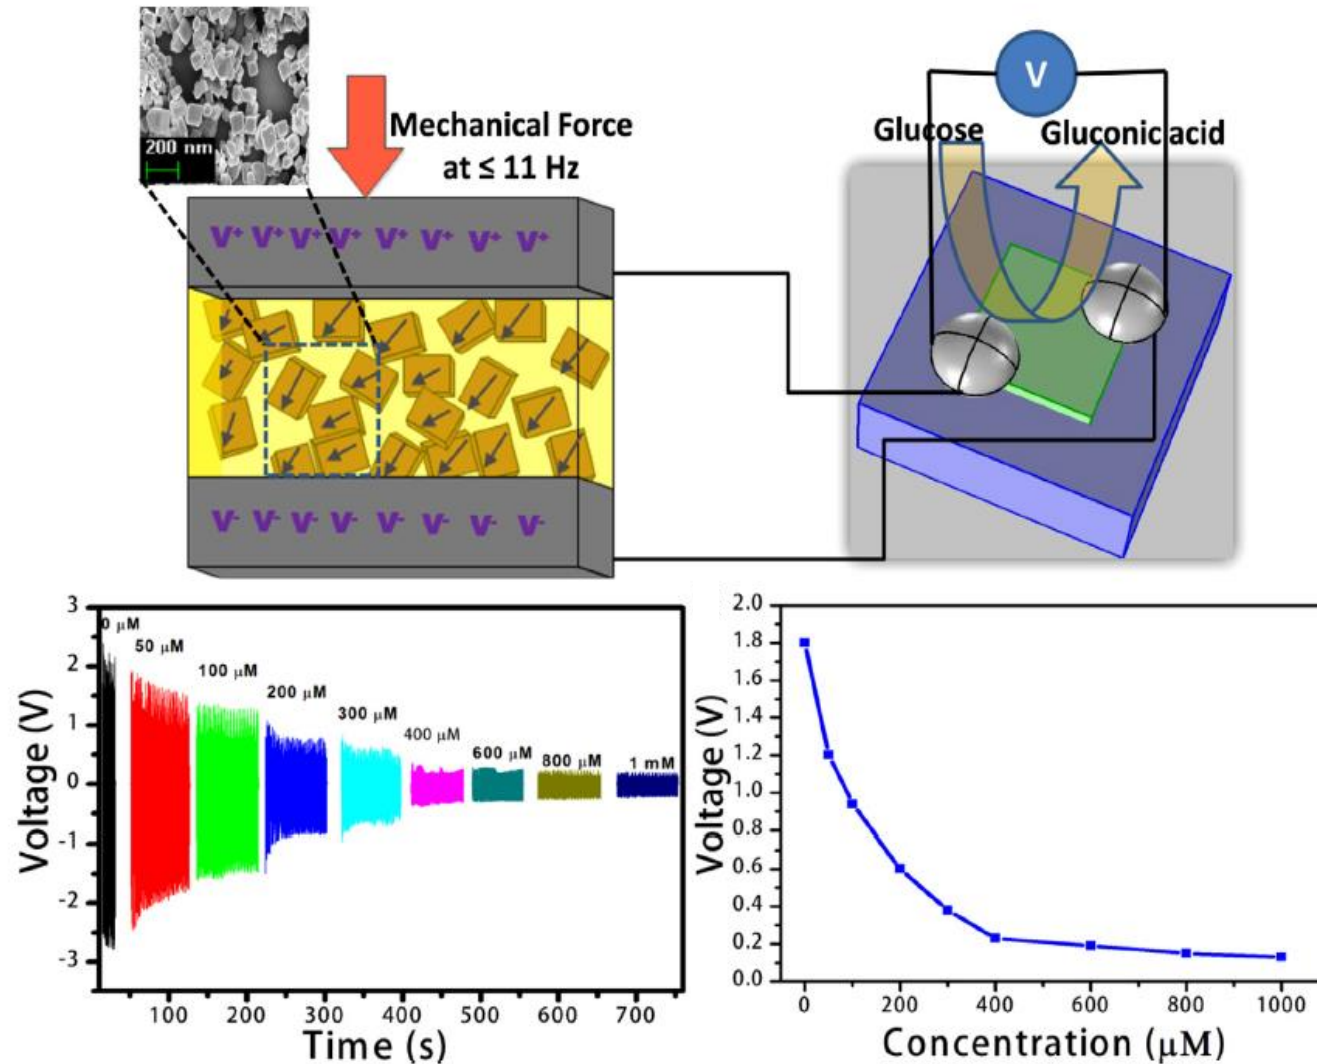 200 nm
Mechanical Force
at ≤ 11 Hz
V
Glucose
Gluconic acid
V⁺ V⁺ V⁺ V⁺ V⁺ V⁺ V⁺ V⁺
V⁻ V⁻ V⁻ V⁻ V⁻ V⁻ V⁻ V⁻
3
2
1
0
-1
-2
-3
Voltage (V)
0 μM
50 μM
100 μM
200 μM
300 μM
400 μM
600 μM
800 μM
1 mM
100 200 300 400 500 600 700
Time (s)
2.0
1.8
1.6
1.4
1.2
1.0
0.8
0.6
0.4
0.2
0.0
Voltage (V)
0 200 400 600 800 1000
Concentration (μM)